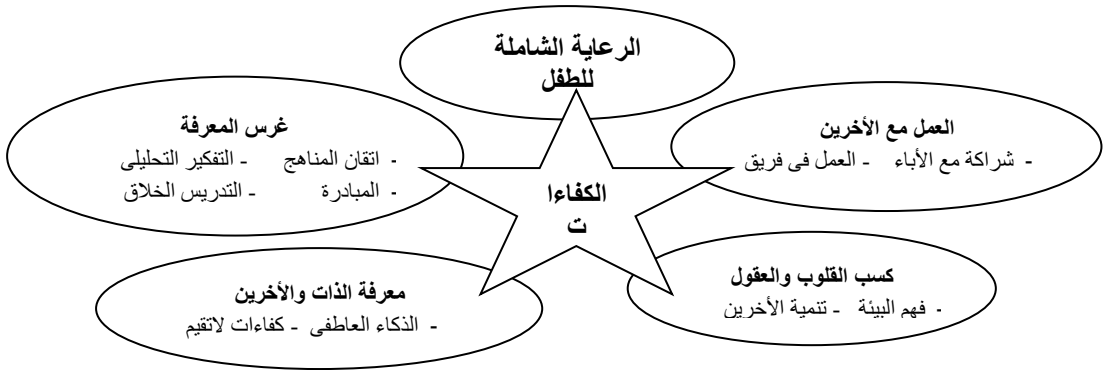 الرعاية الشاملة
للطفل
العمل مع الأخرين
- شراكة مع الأباء - العمل فى فريق
غرس المعرفة
- اتقان المناهج - التفكير التحليلى
- المبادرة - التدريس الخلاق
الكفاءا
ت
كسب القلوب والعقول
- فهم البيئة - تنمية الأخرين
معرفة الذات والأخرين
- الذكاء العاطفى - كفاءات لاتقيم